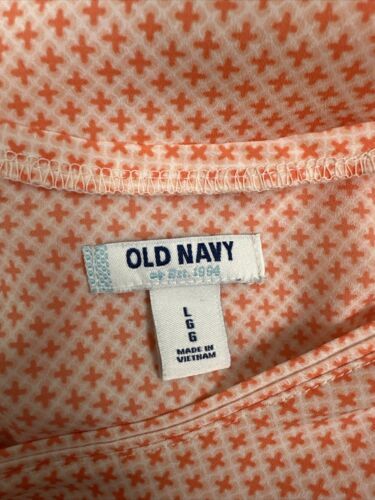 OLD NAVY
Est. 1994
L
G
G
MADE IN
VIETNAM